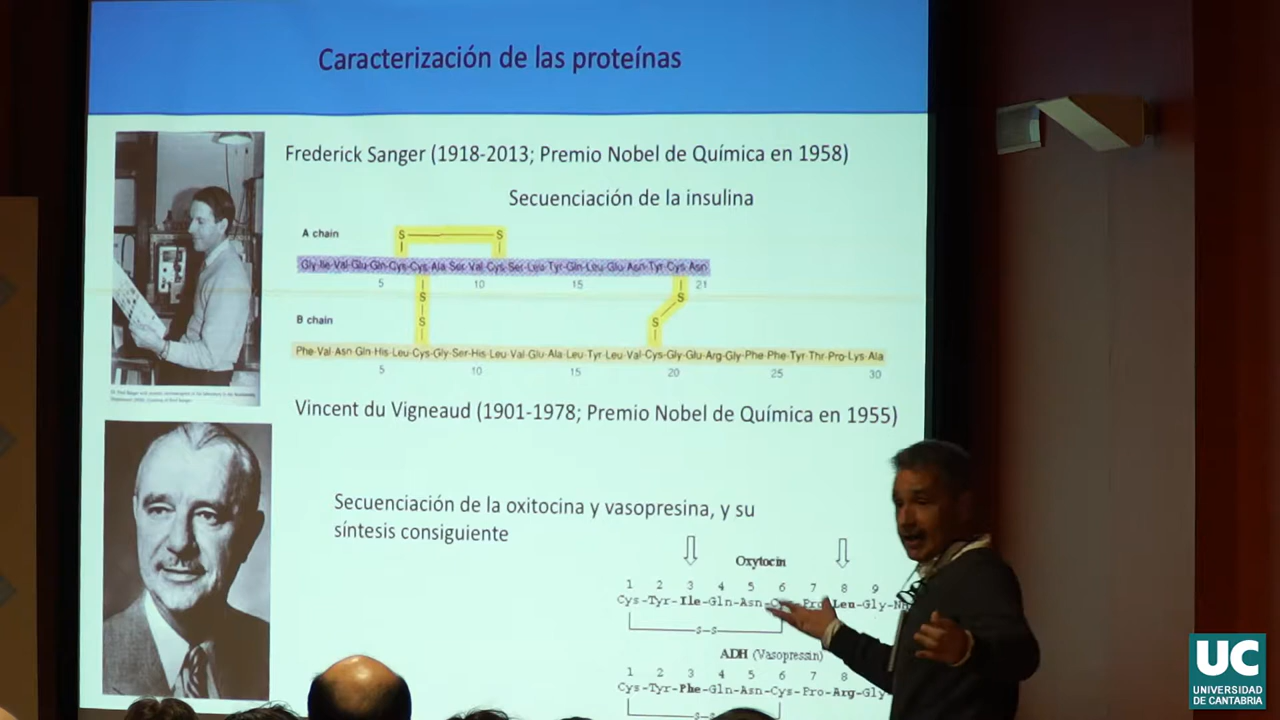 Caracterización de las proteínas
Frederick Sanger (1918-2013; Premio Nobel de Química en 1958)
Secuenciación de la insulina
A chain
S S
Gly-Ile-Val-Glu-Gln-Cys-Cys-Ala-Ser-Val-Cys-Ser-Leu-Tyr-Gln-Leu-Glu-Asn-Tyr-Cys-Asn
5 10 15 21
S S
S S
B chain
Phe-Val-Asn-Gln-His-Leu-Cys-Gly-Ser-His-Leu-Val-Glu-Ala-Leu-Tyr-Leu-Val-Cys-Gly-Glu-Arg-Gly-Phe-Phe-Tyr-Thr-Pro-Lys-Ala
5 10 15 20 25 30
Vincent du Vigneaud (1901-1978; Premio Nobel de Química en 1955)
Secuenciación de la oxitocina y vasopresina, y su
síntesis consiguiente
Oxytocin
1 2 3 4 5 6 7 8 9
Cys-Tyr-Ile-Gln-Asn-Cys-Pro-Leu-Gly-
S-S
ADH (Vasopressin)
1 2 3 4 5 6 7 8
Cys-Tyr-Phe-Gln-Asn-Cys-Pro-Arg-Gly
S-S
UC
UNIVERSIDAD
DE CANTABRIA